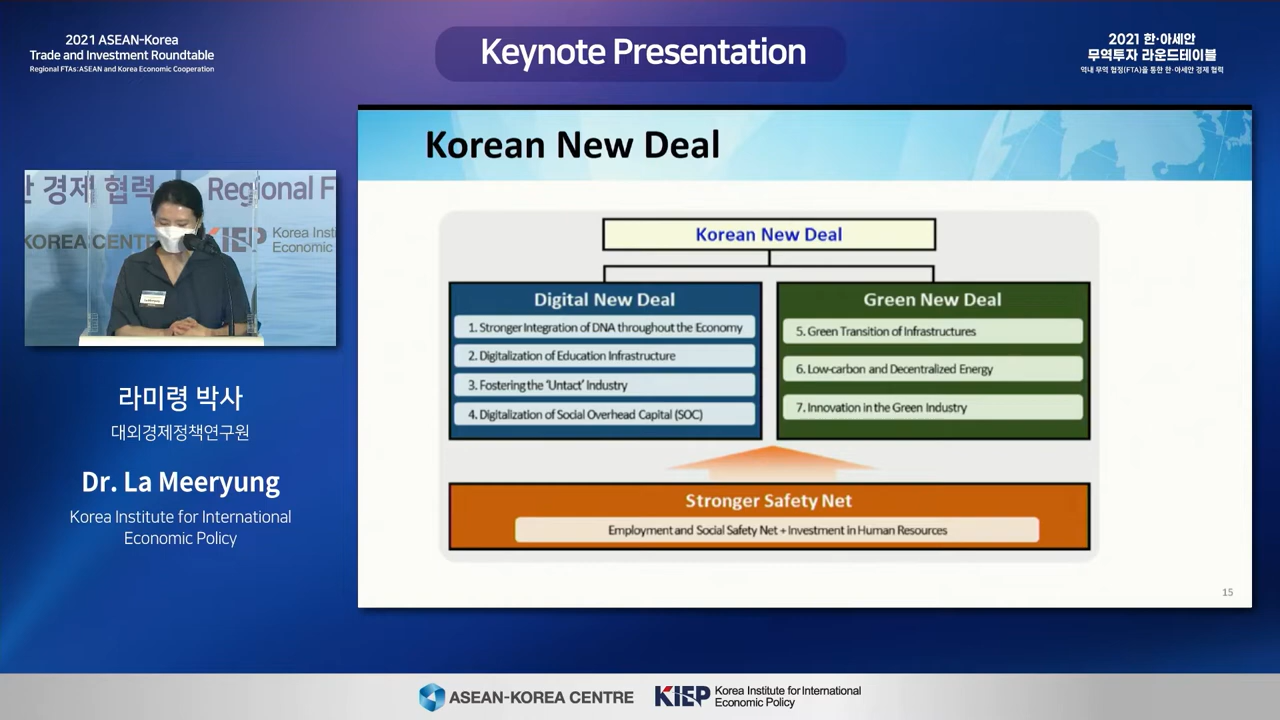 2021 ASEAN-Korea
Trade and Investment Roundtable
Regional FTAs:ASEAN and Korea Economic Cooperation
Keynote Presentation
2021 한·아세안
무역투자 라운드테이블
역내 무역 협정(FTA)을 통한 한·아세안 경제 협력
경제 협력
Regional
KOREA CENTRE
KIEP
Korea
Economic
라미령 박사
대외경제정책연구원
Dr. La Meeryung
Korea Institute for International
Economic Policy
Korean New Deal
Korean New Deal
Digital New Deal
1. Stronger Integration of DNA throughout the Economy
2. Digitalization of Education Infrastructure
3. Fostering the 'Untact' Industry
4. Digitalization of Social Overhead Capital (SOC)
Green New Deal
5. Green Transition of Infrastructures
6. Low-carbon and Decentralized Energy
7. Innovation in the Green Industry
Stronger Safety Net
Employment and Social Safety Net + Investment in Human Resources
15
ASEAN-KOREA CENTRE
KIEP
Korea Institute for International
Economic Policy